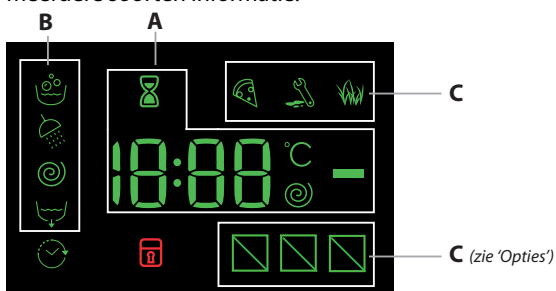 meerdere soorten informatie.
B A
18:88 °C
C
C (zie ‘Opties’)